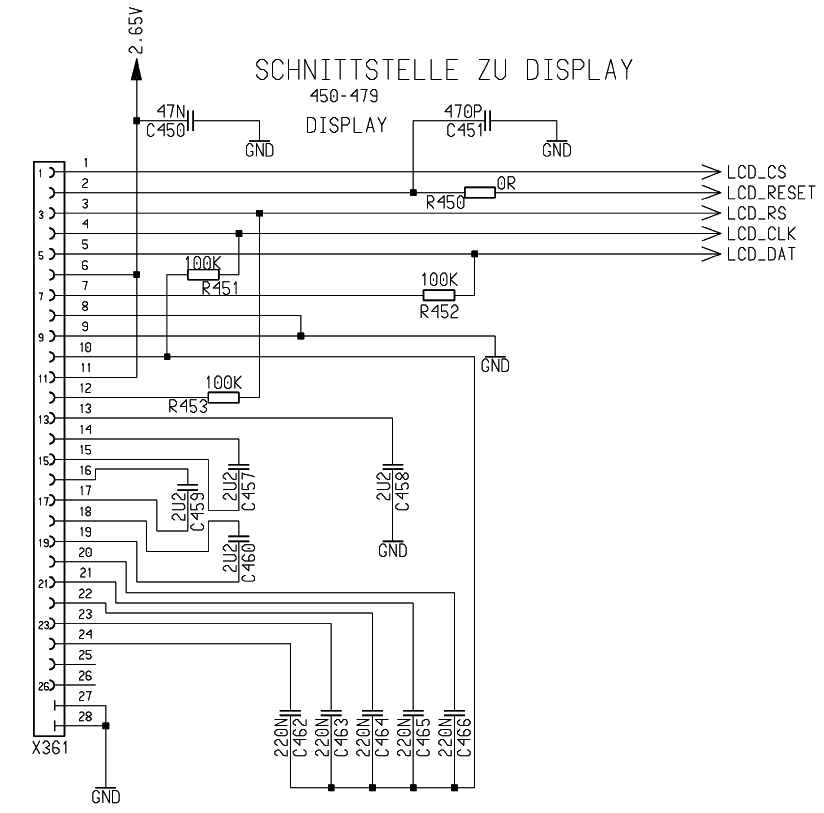 2.65V
SCHNITTSTELLE ZU DISPLAY
450-479
DISPLAY
47N
C450
GND
470P
C451
GND
1 1 LCD_CS
2 0R R450 LCD_RESET
3 3 LCD_RS
4 LCD_CLK
5 5 LCD_DAT
6 100K R451
7 7 100K R452
8
9 9 GND
10
11 11
12 100K R453
13 13
14
15 15
16
17 17
18
19 19
20
21 21
22
23 23
24
25
26 26
27
28
2U2 C459
2U2 C457
2U2 C458
2U2 C460
GND
220N C462
220N C463
220N C464
220N C465
220N C466
X361
GND